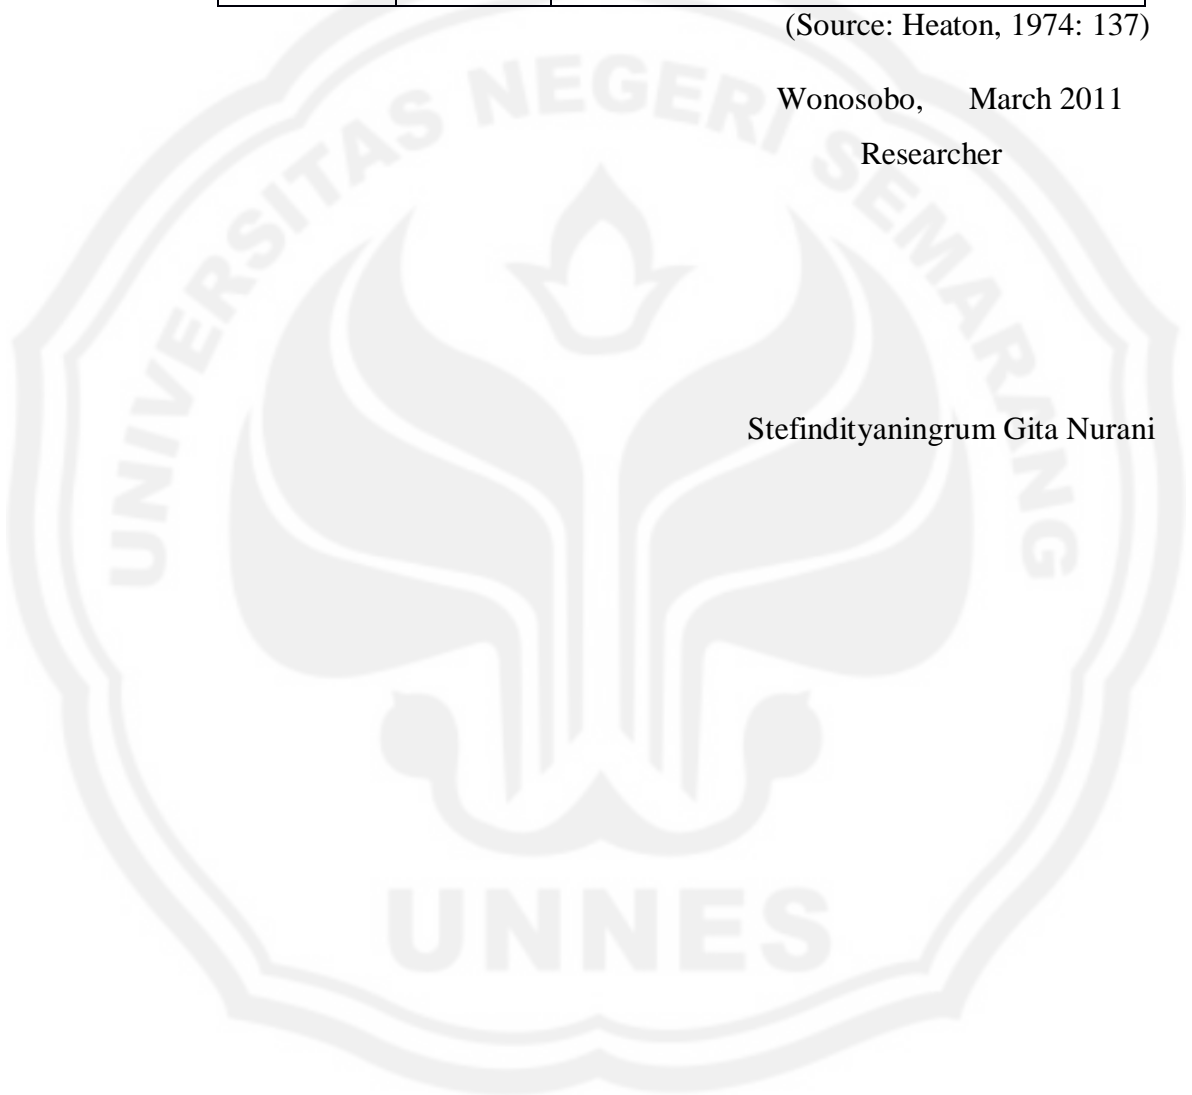 (Source: Heaton, 1974: 137)
Wonosobo, March 2011
Researcher
Stefindityaningrum Gita Nurani
UNIVERSITAS NEGERI SEMARANG
UNNES